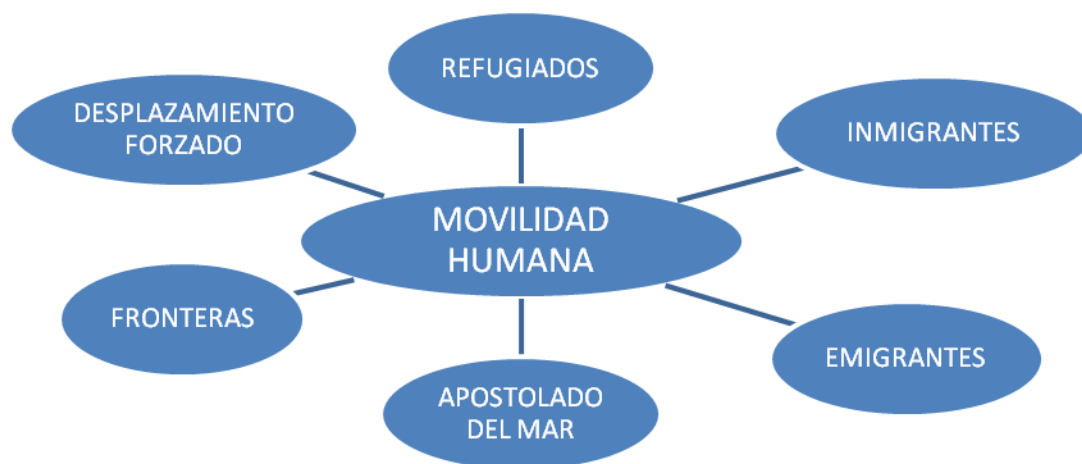 REFUGIADOS
DESPLAZAMIENTO
FORZADO
INMIGRANTES
MOVILIDAD
HUMANA
FRONTERAS
EMIGRANTES
APOSTOLADO
DEL MAR